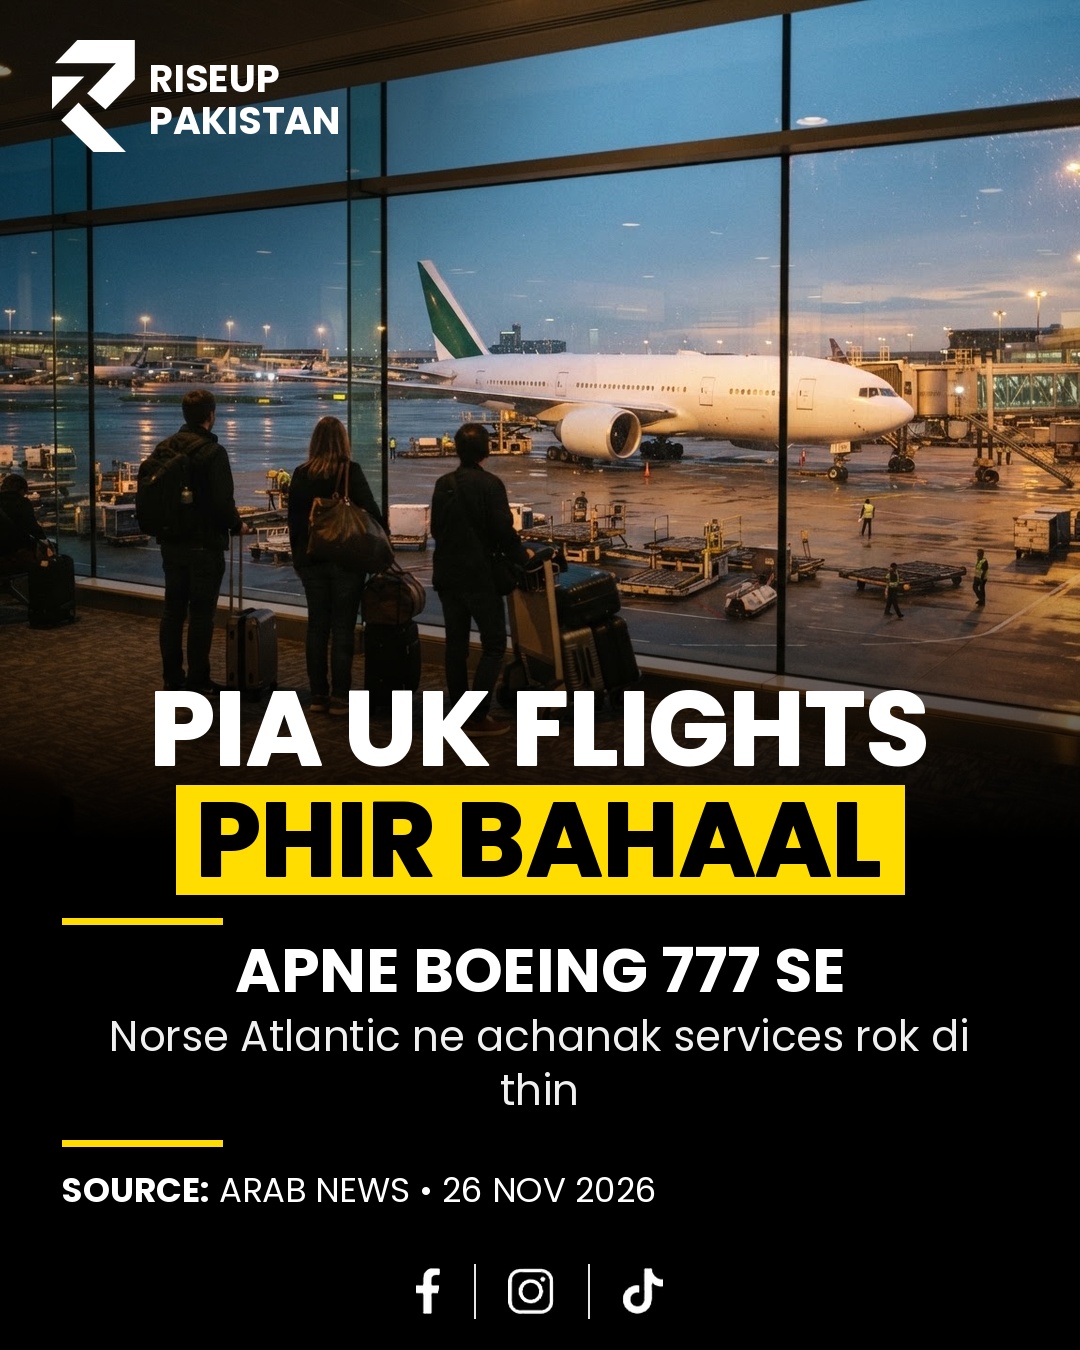 RISEUP
PAKISTAN
PIA UK FLIGHTS
PHIR BAHAAL
APNE BOEING 777 SE
Norse Atlantic ne achanak services rok di
thin
SOURCE: ARAB NEWS • 26 NOV 2026